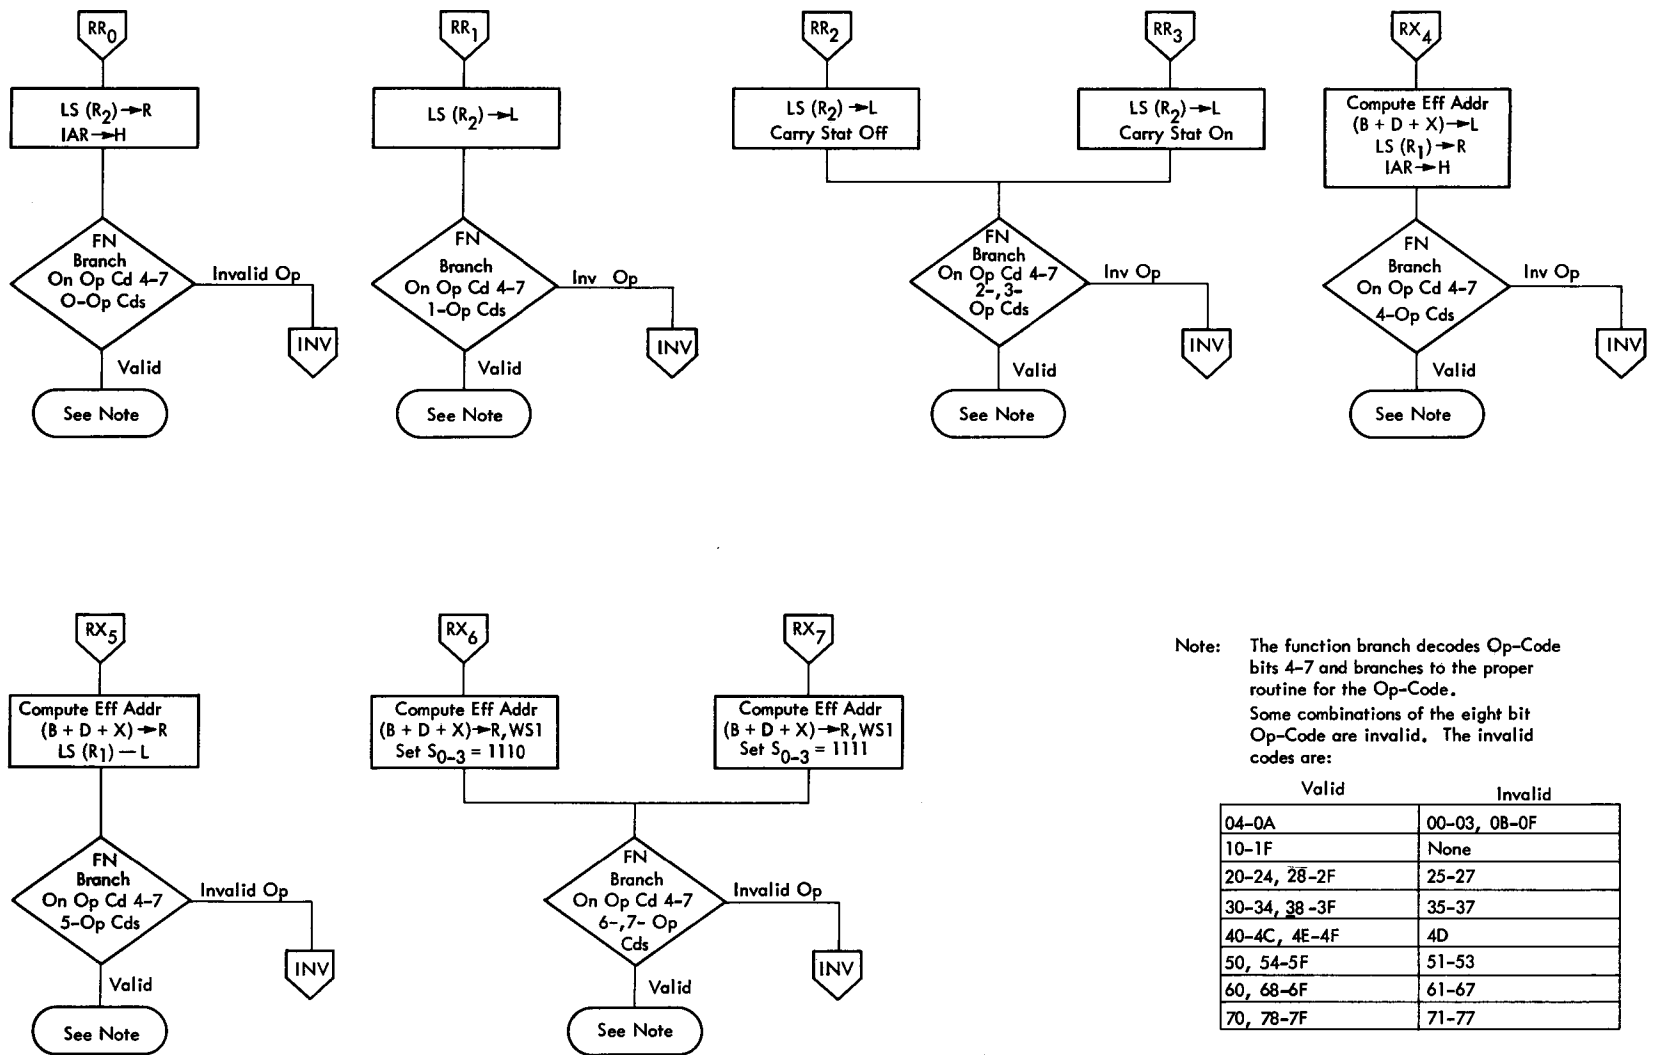 RR0
LS (R2)→R
IAR→H
FN
Branch
On Op Cd 4-7
O-Op Cds
Invalid Op
INV
Valid
See Note
RR1
LS (R2)→L
FN
Branch
On Op Cd 4-7
1-Op Cds
Inv Op
INV
Valid
See Note
RR2
LS (R2)→L
Carry Stat Off
RR3
LS (R2)→L
Carry Stat On
FN
Branch
On Op Cd 4-7
2-,3-
Op Cds
Inv Op
INV
Valid
See Note
RX4
Compute Eff Addr
(B + D + X)→L
LS (R1)→R
IAR→H
FN
Branch
On Op Cd 4-7
4-Op Cds
Inv Op
INV
Valid
See Note
RX5
Compute Eff Addr
(B + D + X)→R
LS (R1)—L
FN
Branch
On Op Cd 4-7
5-Op Cds
Invalid Op
INV
Valid
See Note
RX6
Compute Eff Addr
(B + D + X)→R,WS1
Set S0-3 = 1110
RX7
Compute Eff Addr
(B + D + X)→R,WS1
Set S0-3 = 1111
FN
Branch
On Op Cd 4-7
6-,7- Op
Cds
Invalid Op
INV
Valid
See Note
Note: The function branch decodes Op-Code
bits 4-7 and branches to the proper
routine for the Op-Code.
Some combinations of the eight bit
Op-Code are invalid. The invalid
codes are:
Valid Invalid
04-0A 00-03, 0B-0F
10-1F None
20-24, 28-2F 25-27
30-34, 38-3F 35-37
40-4C, 4E-4F 4D
50, 54-5F 51-53
60, 68-6F 61-67
70, 78-7F 71-77